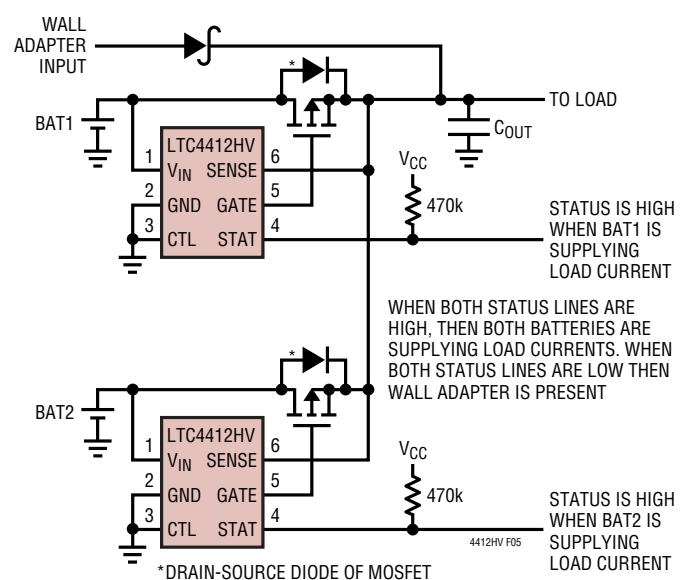 WALL
ADAPTER
INPUT
*
TO LOAD
BAT1
COUT
LTC4412HV
1
VIN
SENSE
6
2
GND
GATE
5
3
CTL
STAT
4
VCC
470k
STATUS IS HIGH
WHEN BAT1 IS
SUPPLYING
LOAD CURRENT
WHEN BOTH STATUS LINES ARE
HIGH, THEN BOTH BATTERIES ARE
SUPPLYING LOAD CURRENTS. WHEN
BOTH STATUS LINES ARE LOW THEN
WALL ADAPTER IS PRESENT
*
BAT2
LTC4412HV
1
VIN
SENSE
6
2
GND
GATE
5
3
CTL
STAT
4
VCC
470k
4412HV F05
STATUS IS HIGH
WHEN BAT2 IS
SUPPLYING
LOAD CURRENT
*DRAIN-SOURCE DIODE OF MOSFET